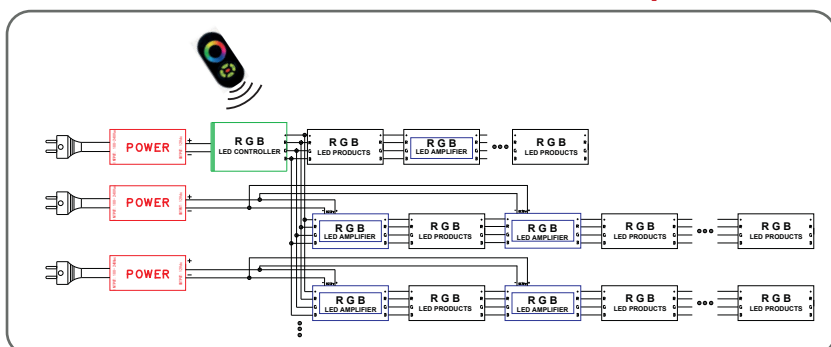 POWER
+
−
RGB
LED CONTROLLER
RGB
LED PRODUCTS
RGB
LED AMPLIFIER
RGB
LED PRODUCTS
POWER
+
−
RGB
LED AMPLIFIER
RGB
LED PRODUCTS
RGB
LED AMPLIFIER
RGB
LED PRODUCTS
RGB
LED PRODUCTS
POWER
+
−
RGB
LED AMPLIFIER
RGB
LED PRODUCTS
RGB
LED AMPLIFIER
RGB
LED PRODUCTS
RGB
LED PRODUCTS